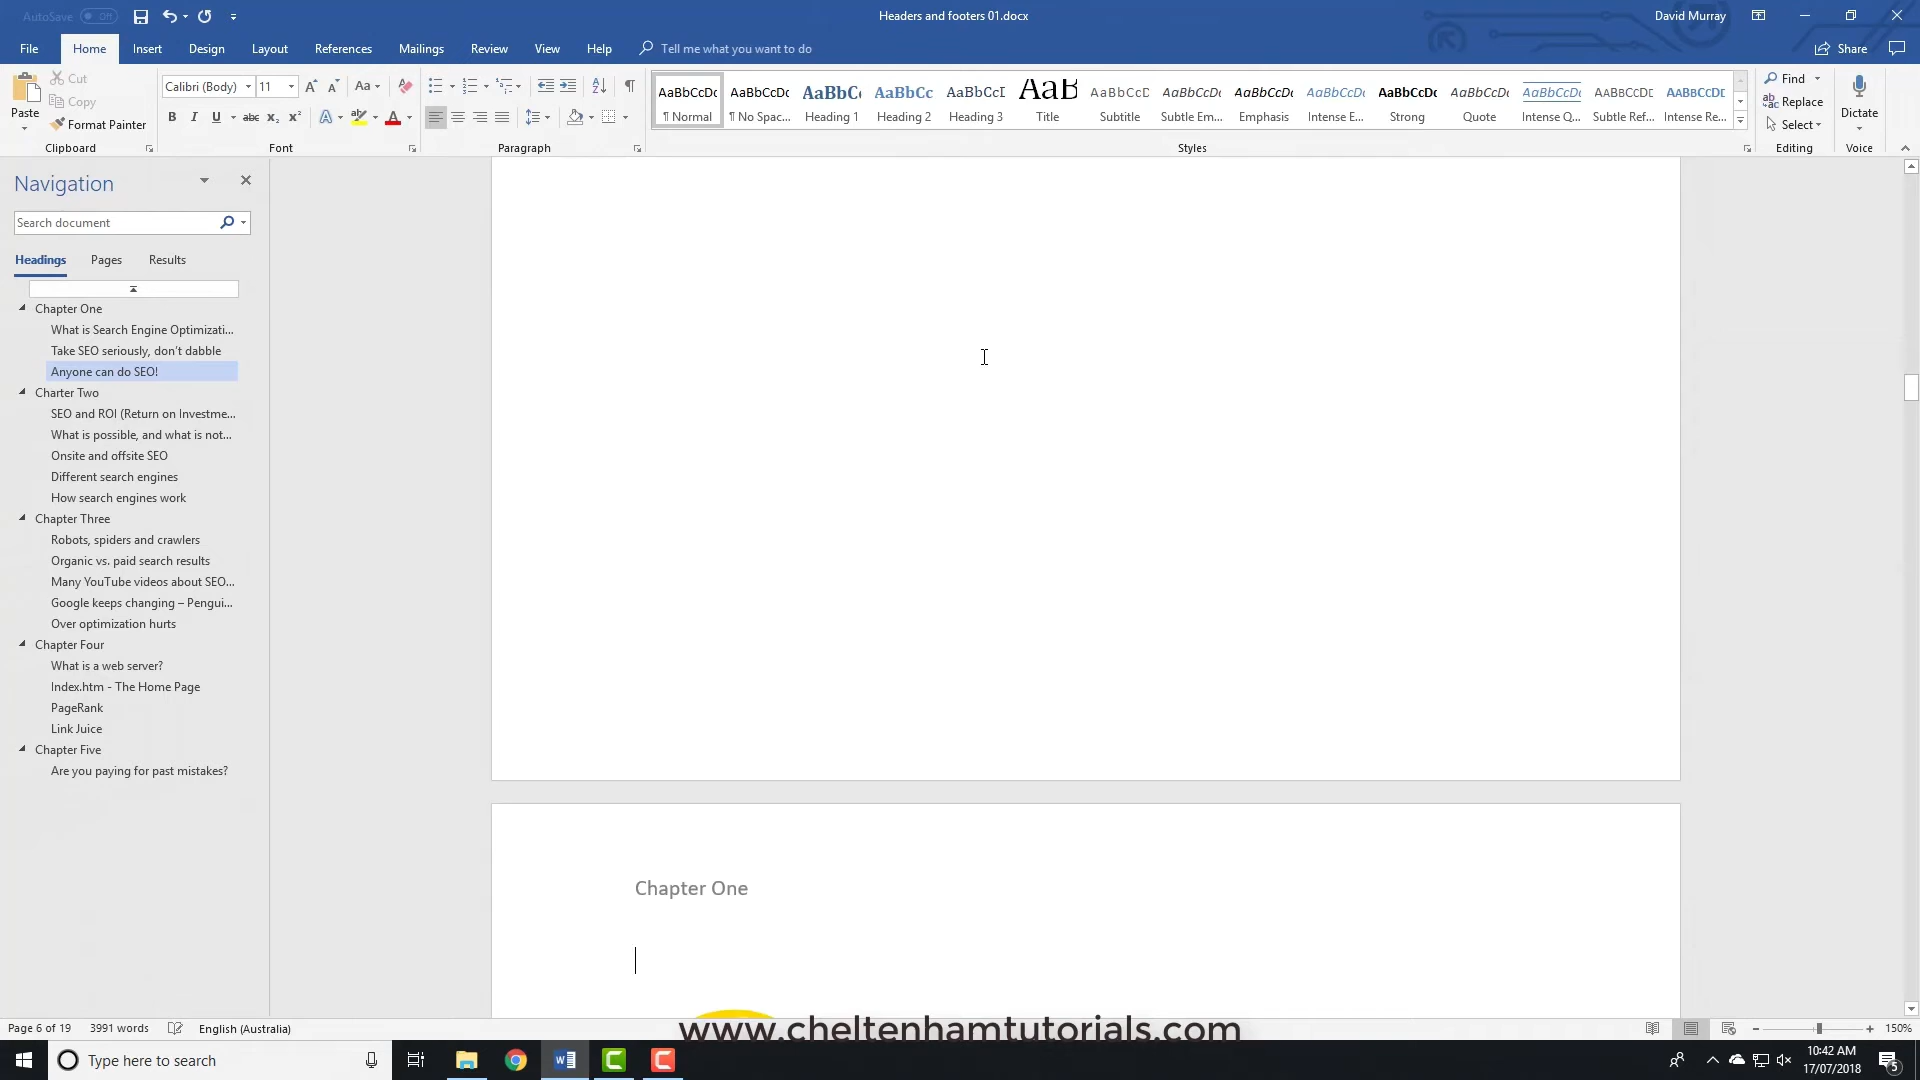 AutoSave Off
Headers and footers 01.docx
David Murray
File Home Insert Design Layout References Mailings Review View Help Tell me what you want to do
Share
Paste
Cut
Copy
Format Painter
Clipboard
Calibri (Body) 11
Font
Paragraph
AaBbCcDc AaBbCcDc AaBbC AaBbCc AaBbCcD AaB AaBbCcD AaBbCcDc AaBbCcDc AaBbCcDc AaBbCcDc AaBbCcDc AaBbCcDc AABBCCDE AABBCCDE
¶ Normal ¶ No Spac... Heading 1 Heading 2 Heading 3 Title Subtitle Subtle Em... Emphasis Intense E... Strong Quote Intense Q... Subtle Ref... Intense Re...
Styles
Find
Replace
Select
Editing
Dictate
Voice
Navigation
Search document
Headings Pages Results
Chapter One
What is Search Engine Optimizati...
Take SEO seriously, don’t dabble
Anyone can do SEO!
Charter Two
SEO and ROI (Return on Investme...
What is possible, and what is not...
Onsite and offsite SEO
Different search engines
How search engines work
Chapter Three
Robots, spiders and crawlers
Organic vs. paid search results
Many YouTube videos about SEO...
Google keeps changing – Pengui...
Over optimization hurts
Chapter Four
What is a web server?
Index.htm - The Home Page
PageRank
Link Juice
Chapter Five
Are you paying for past mistakes?
Chapter One
www.cheltenhamtutorials.com
Page 6 of 19 3991 words English (Australia)
150%
Type here to search
10:42 AM
17/07/2018
5